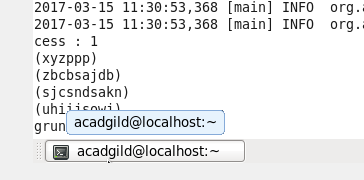 2017-03-15 11:30:53,368 [main] INFO org.a
2017-03-15 11:30:53,368 [main] INFO org.a
cess : 1
(xyzppp)
(zbcbsajdb)
(sjcsndsakn)
(uhijsowj)
grun
acadgild@localhost:~
acadgild@localhost:~